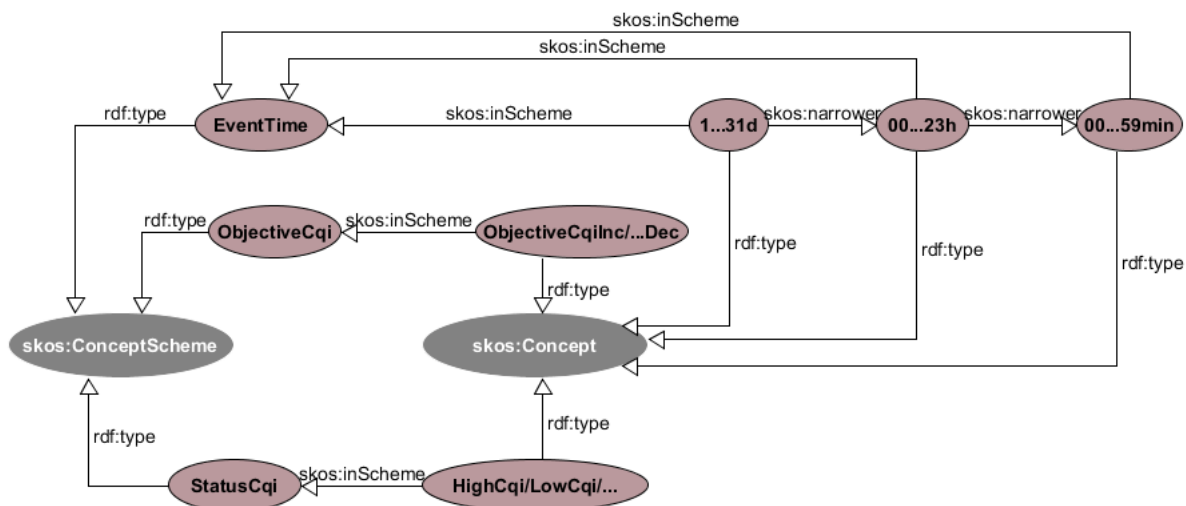 skos:inScheme
skos:inScheme
rdf:type
EventTime
skos:inScheme
1...31d
skos:narrower
00...23h
skos:narrower
00...59min
rdf:type
ObjectiveCqi
skos:inScheme
ObjectiveCqiInc/...Dec
rdf:type
rdf:type
rdf:type
rdf:type
skos:ConceptScheme
skos:Concept
rdf:type
rdf:type
StatusCqi
skos:inScheme
HighCqi/LowCqi/...